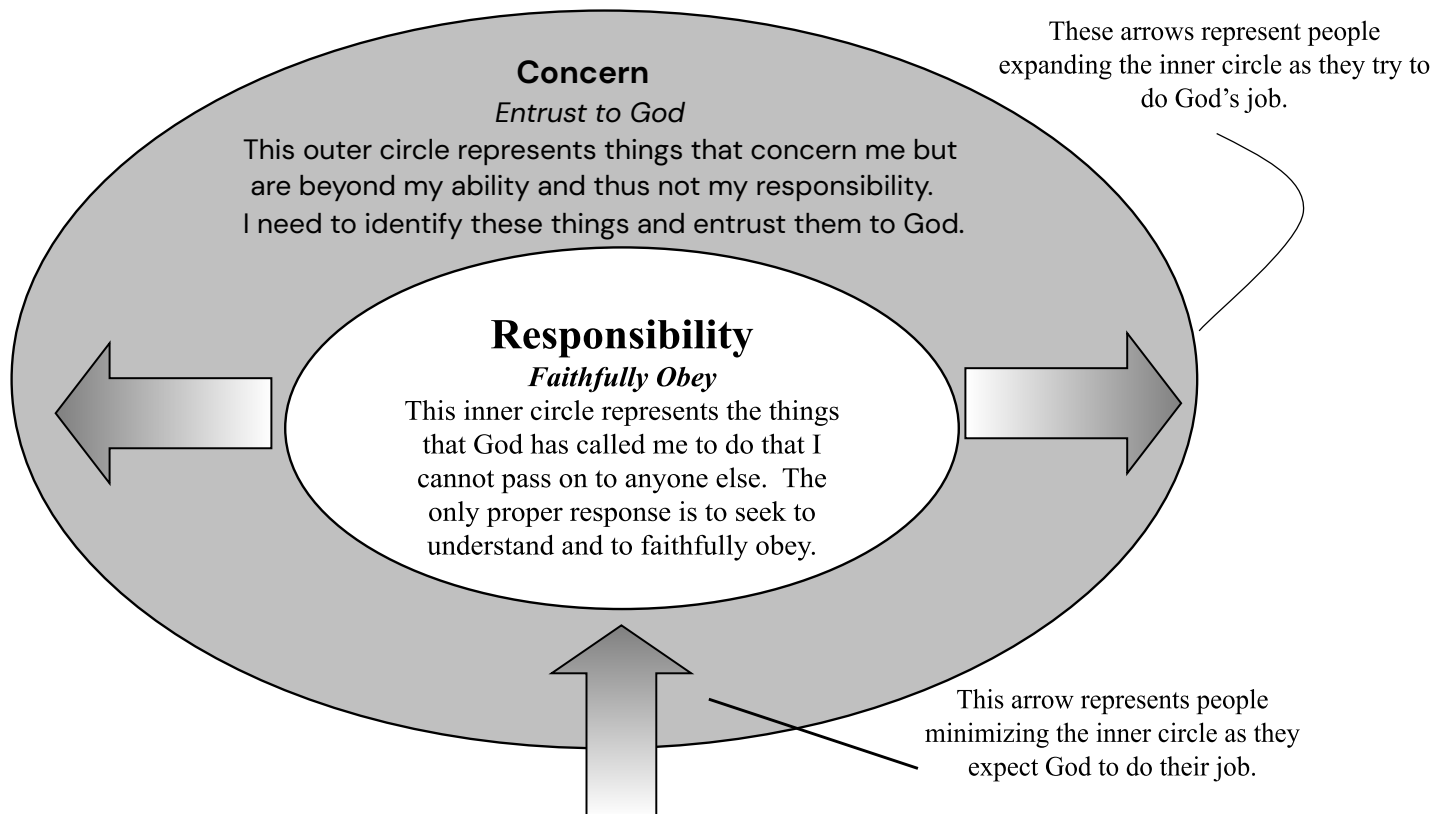 These arrows represent people
expanding the inner circle as they try to
do God’s job.
Concern
Entrust to God
This outer circle represents things that concern me but
are beyond my ability and thus not my responsibility.
I need to identify these things and entrust them to God.
Responsibility
Faithfully Obey
This inner circle represents the things
that God has called me to do that I
cannot pass on to anyone else.  The
only proper response is to seek to
understand and to faithfully obey.
This arrow represents people
minimizing the inner circle as they
expect God to do their job.